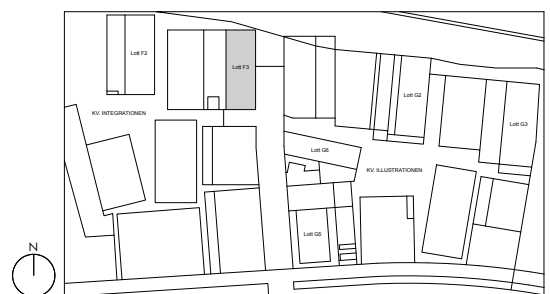 Lott F2
Lott F3
Lott G2
KV. INTEGRATIONEN
Lott G3
Lott G6
KV. ILLUSTRATIONEN
Lott G5
N